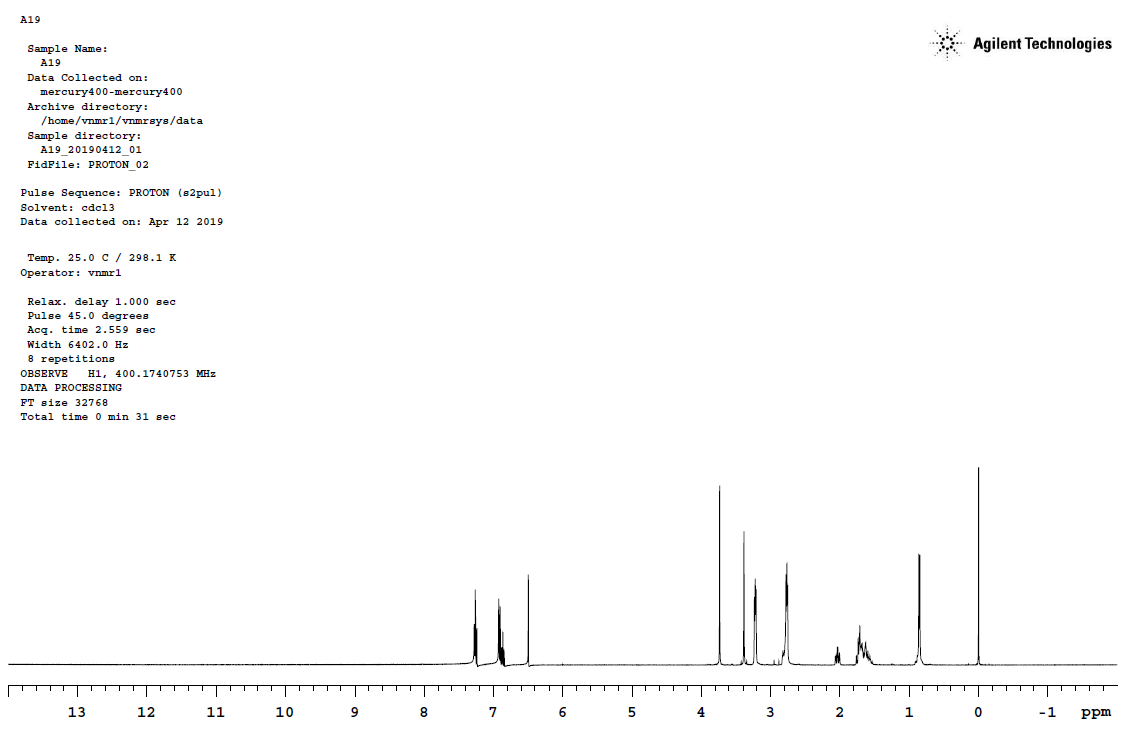 A19
Agilent Technologies
Sample Name:
A19
Data Collected on:
mercury400-mercury400
Archive directory:
/home/vnmr1/vnmrsys/data
Sample directory:
A19_20190412_01
FidFile: PROTON_02
Pulse Sequence: PROTON (s2pul)
Solvent: cdcl3
Data collected on: Apr 12 2019
Temp. 25.0 C / 298.1 K
Operator: vnmr1
Relax. delay 1.000 sec
Pulse 45.0 degrees
Acq. time 2.559 sec
Width 6402.0 Hz
8 repetitions
OBSERVE H1, 400.1740753 MHz
DATA PROCESSING
FT size 32768
Total time 0 min 31 sec
13 12 11 10 9 8 7 6 5 4 3 2 1 0 -1 ppm